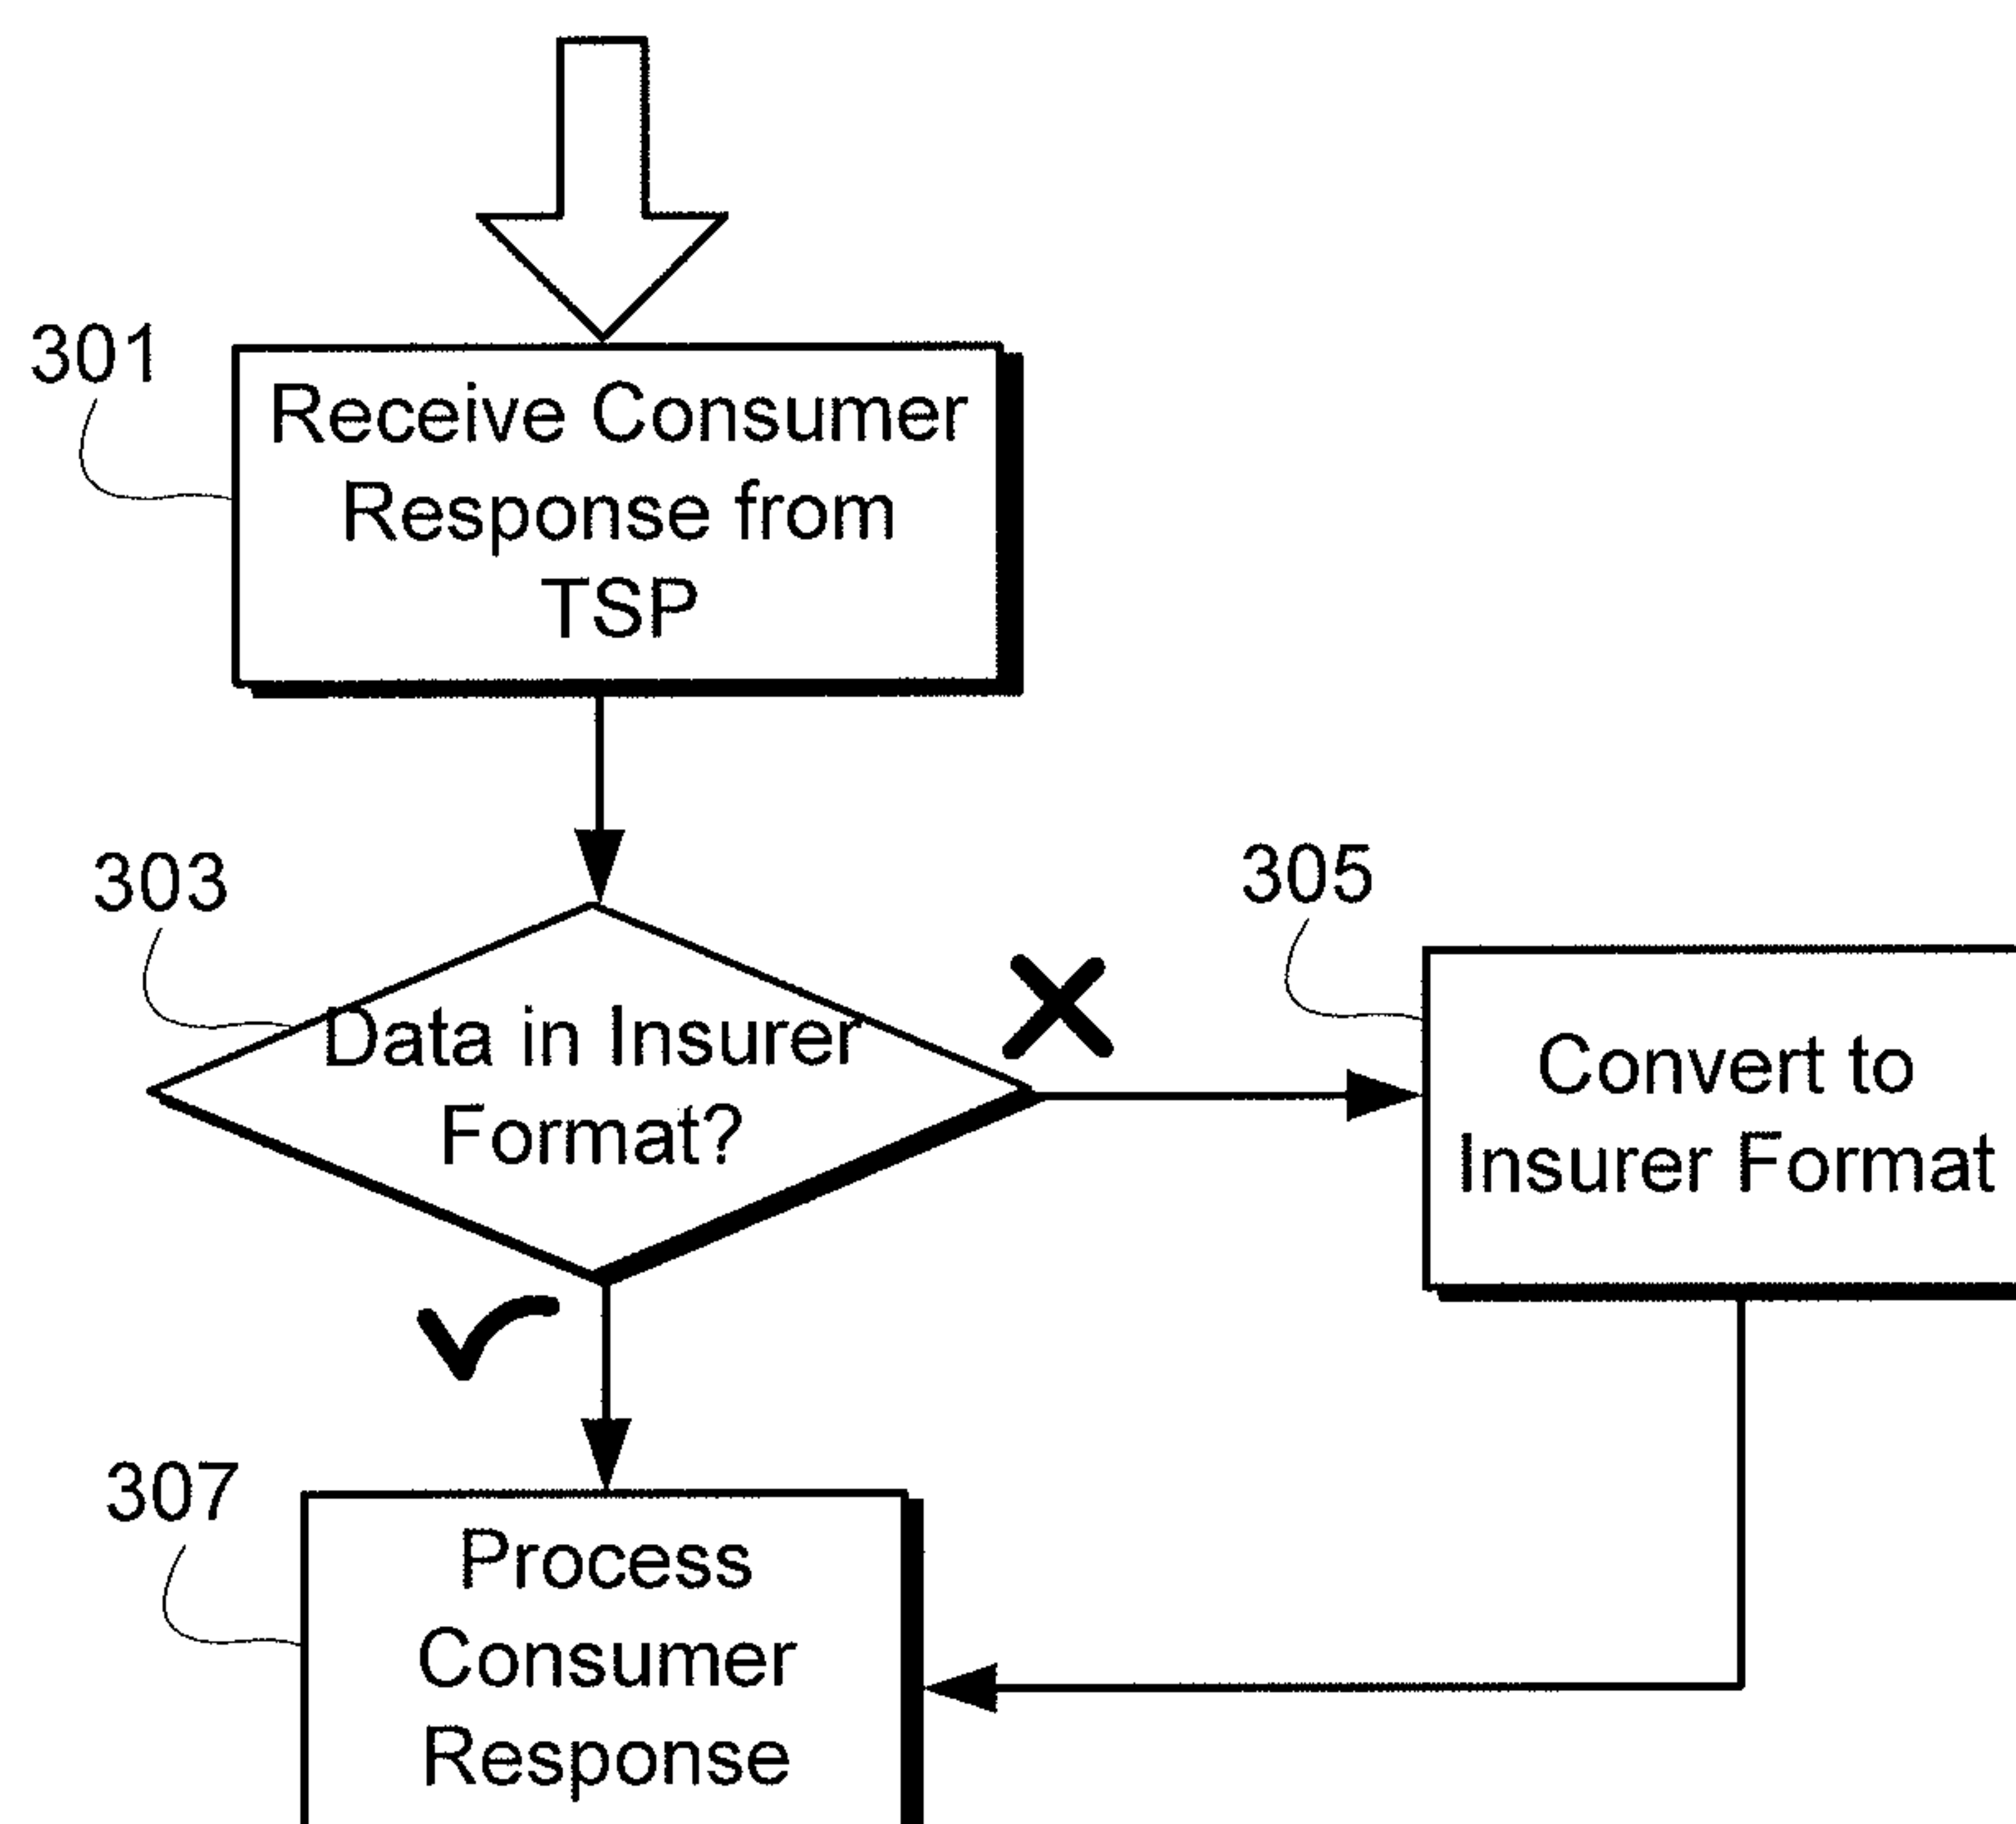 301
Receive Consumer
Response from
TSP
303
Data in Insurer
Format?
305
Convert to
Insurer Format
307
Process
Consumer
Response